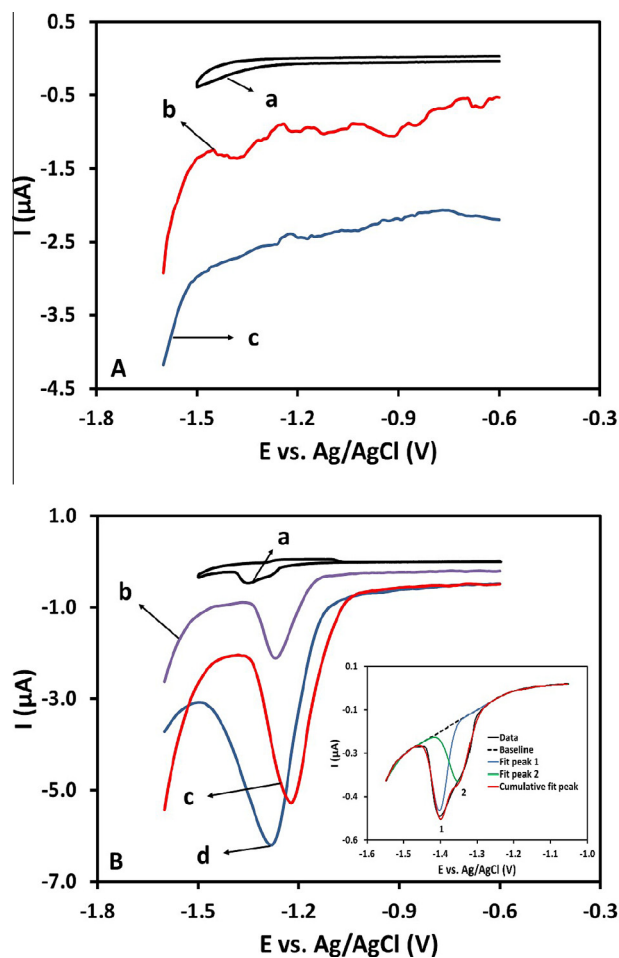 0.5
-0.5
-1.5
-2.5
-3.5
-4.5
I (µA)
a
b
c
A
-1.8 -1.5 -1.2 -0.9 -0.6 -0.3
E vs. Ag/AgCl (V)
1.0
-1.0
-3.0
-5.0
-7.0
I (µA)
a
b
c
d
B
0.1
-0.1
-0.3
-0.4
-0.6
I (µA)
Data
Baseline
Fit peak 1
Fit peak 2
Cumulative fit peak
2
1
-1.6 -1.5 -1.4 -1.3 -1.2 -1.1 -1.0
E vs. Ag/AgCl (V)
-1.8 -1.5 -1.2 -0.9 -0.6 -0.3
E vs. Ag/AgCl (V)